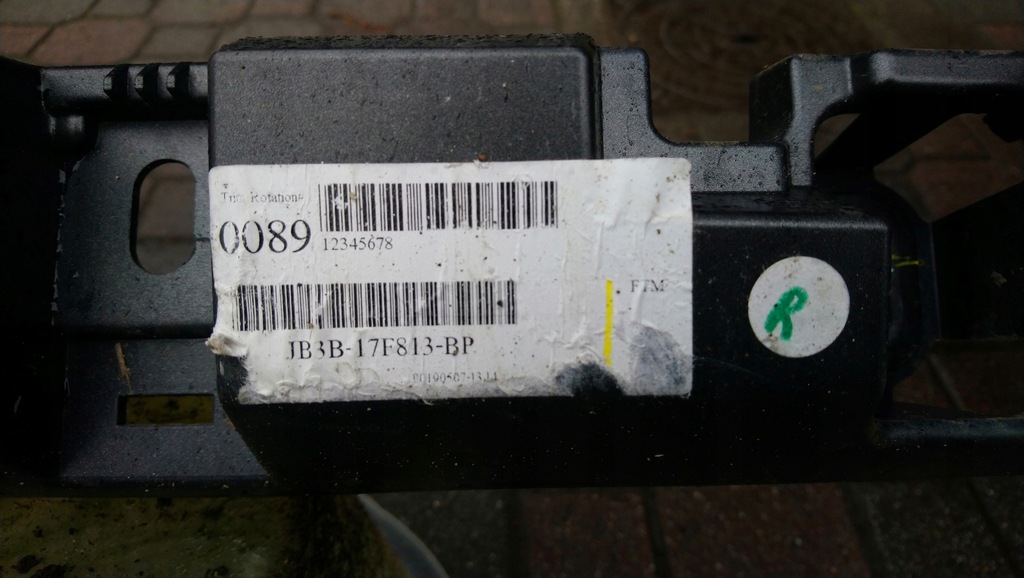 Trim Rotation#
0089
12345678
JB3B-17F813-BP
FTM
R